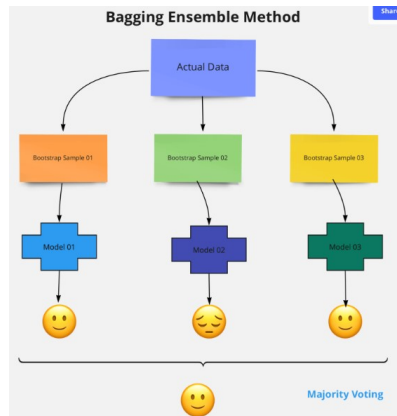 Bagging Ensemble Method
Share
Actual Data
Bootstrap Sample 01
Bootstrap Sample 02
Bootstrap Sample 03
Model 01
Model 02
Model 03
Majority Voting